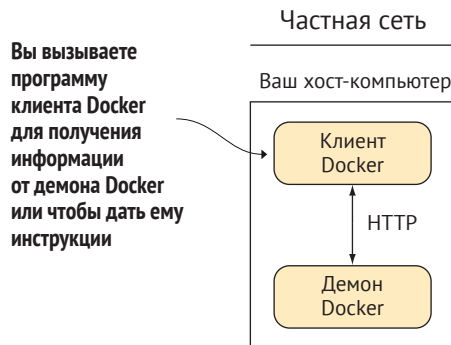 Частная сеть
Вы вызываете
программу
клиента Docker
для получения
информации
от демона Docker
или чтобы дать ему
инструкции
Ваш хост-компьютер
Клиент
Docker
HTTP
Демон
Docker